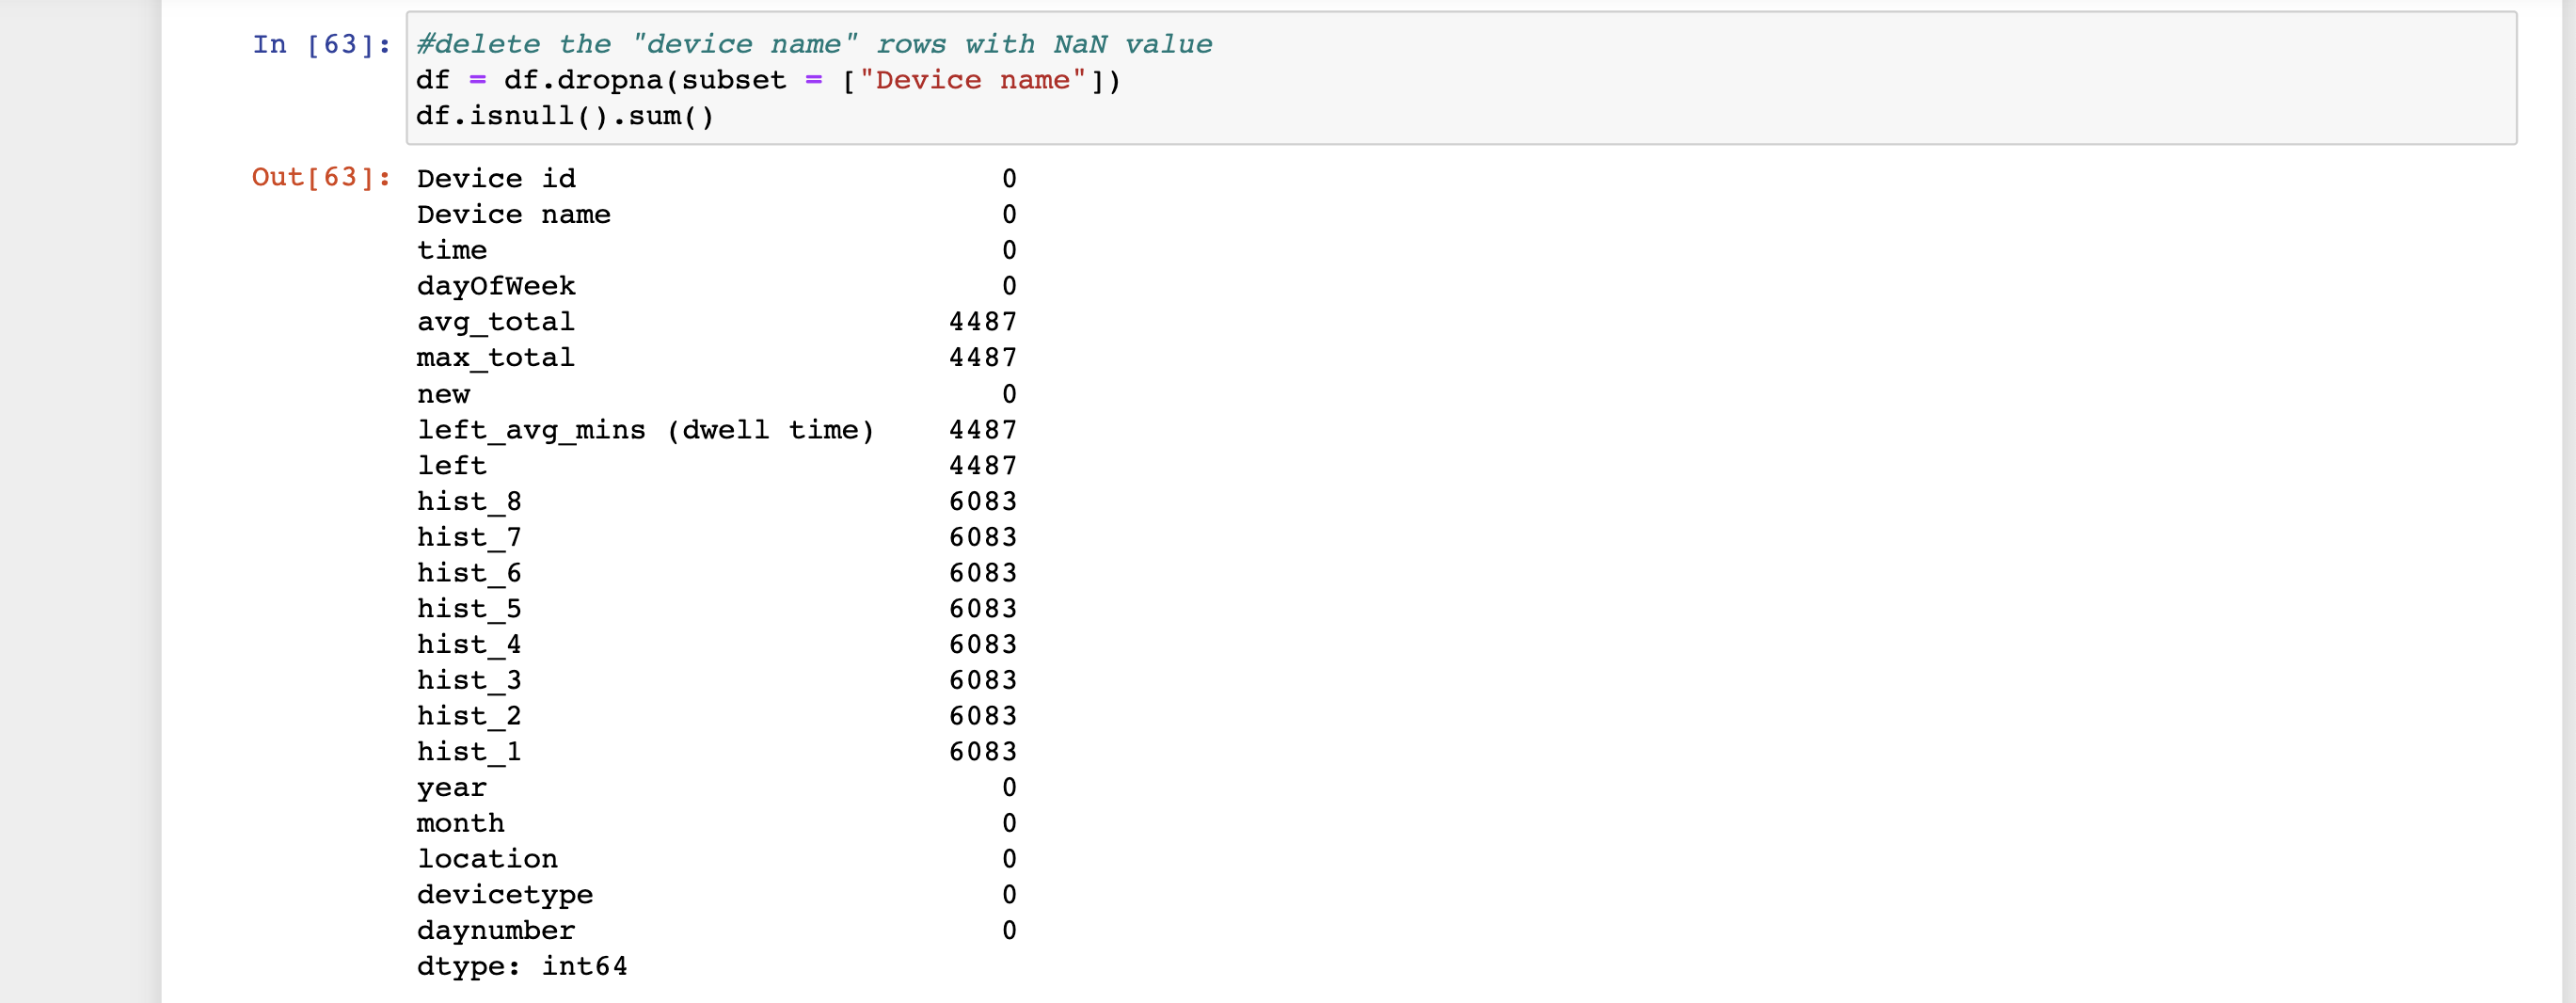 In [63]: #delete the "device name" rows with NaN value
df = df.dropna(subset = ["Device name"])
df.isnull().sum()
Out[63]: Device id 0
Device name 0
time 0
dayOfWeek 0
avg_total 4487
max_total 4487
new 0
left_avg_mins (dwell time) 4487
left 4487
hist_8 6083
hist_7 6083
hist_6 6083
hist_5 6083
hist_4 6083
hist_3 6083
hist_2 6083
hist_1 6083
year 0
month 0
location 0
devicetype 0
daynumber 0
dtype: int64